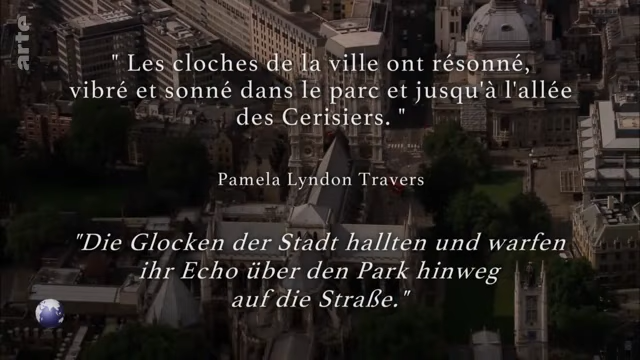 arte
" Les cloches de la ville ont résonné,
vibré et sonné dans le parc et jusqu'à l'allée
des Cerisiers. "
Pamela Lyndon Travers
"Die Glocken der Stadt hallten und warfen
ihr Echo über den Park hinweg
auf die Straße."